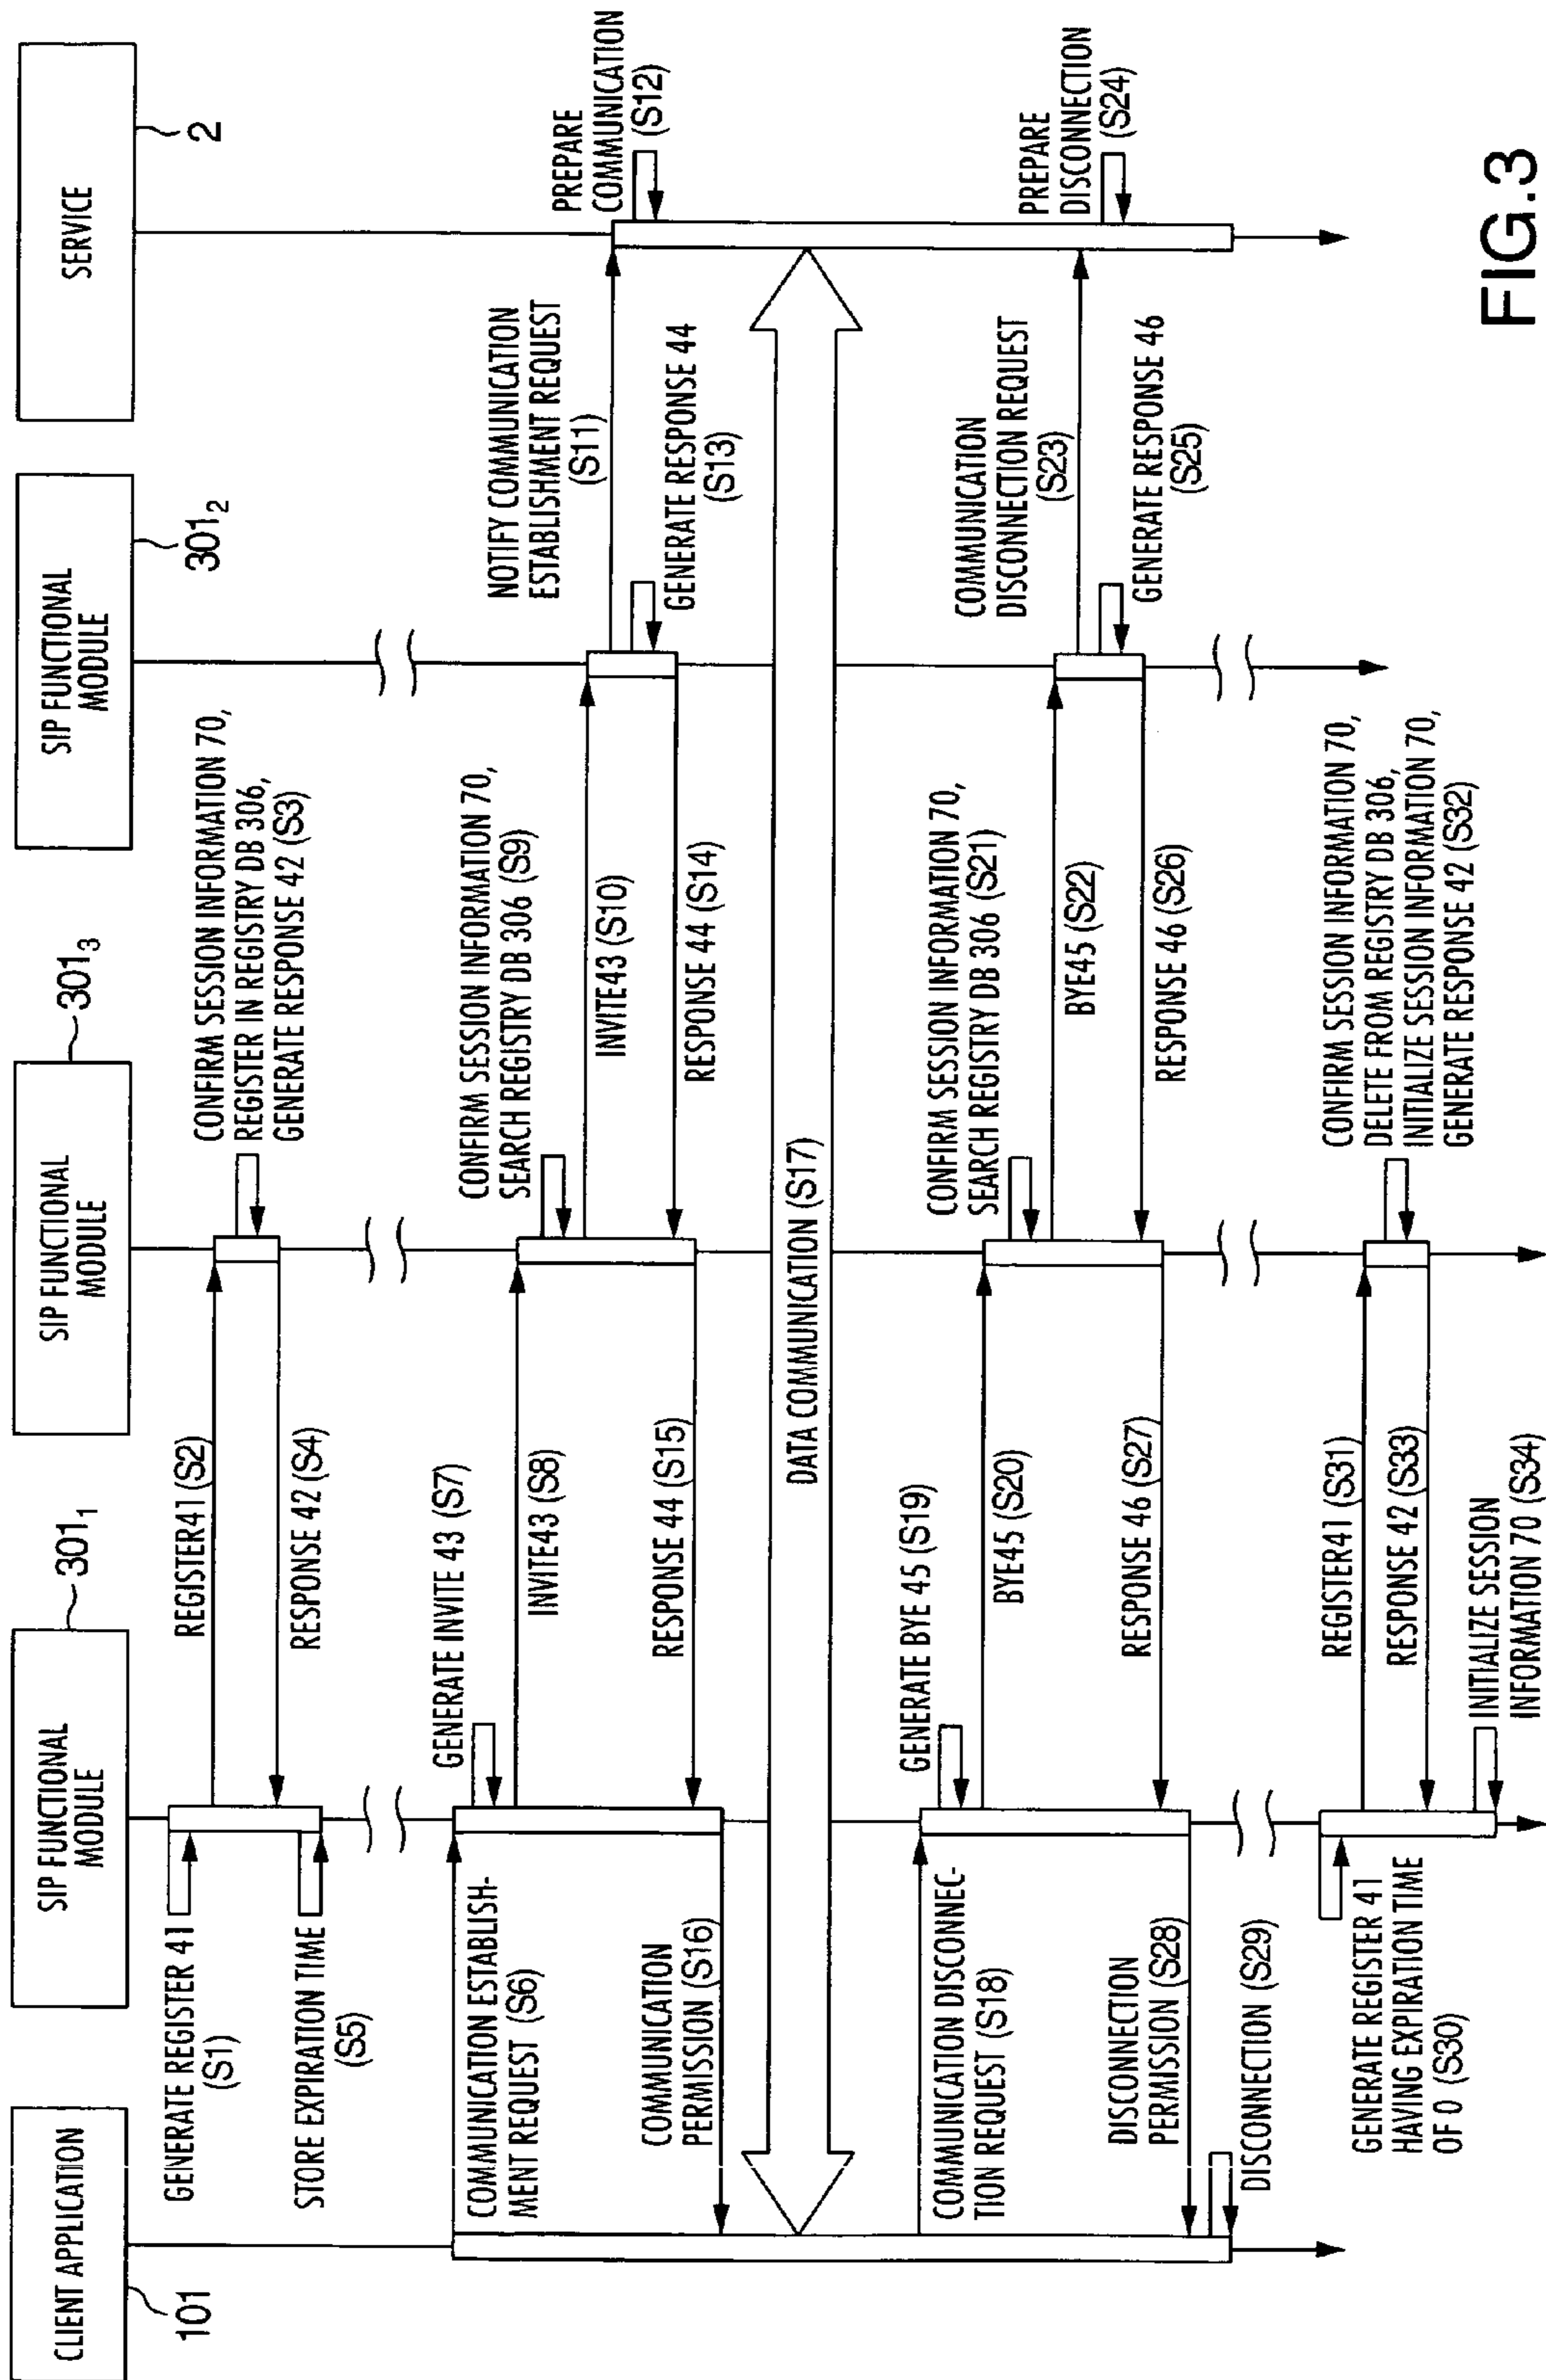 CLIENT APPLICATION
101
SIP FUNCTIONAL
MODULE
301₁
SIP FUNCTIONAL
MODULE
301₃
SIP FUNCTIONAL
MODULE
301₂
SERVICE
2
GENERATE REGISTER 41
(S1)
REGISTER41 (S2)
CONFIRM SESSION INFORMATION 70,
REGISTER IN REGISTRY DB 306,
GENERATE RESPONSE 42 (S3)
RESPONSE 42 (S4)
STORE EXPIRATION TIME
(S5)
COMMUNICATION ESTABLISH-
MENT REQUEST (S6)
GENERATE INVITE 43 (S7)
INVITE43 (S8)
CONFIRM SESSION INFORMATION 70,
SEARCH REGISTRY DB 306 (S9)
INVITE43 (S10)
NOTIFY COMMUNICATION
ESTABLISHMENT REQUEST
(S11)
PREPARE
COMMUNICATION
(S12)
GENERATE RESPONSE 44
(S13)
RESPONSE 44 (S14)
RESPONSE 44 (S15)
COMMUNICATION
PERMISSION (S16)
DATA COMMUNICATION (S17)
COMMUNICATION DISCONNEC-
TION REQUEST (S18)
GENERATE BYE 45 (S19)
BYE45 (S20)
CONFIRM SESSION INFORMATION 70,
SEARCH REGISTRY DB 306 (S21)
BYE45 (S22)
COMMUNICATION
DISCONNECTION REQUEST
(S23)
PREPARE
DISCONNECTION
(S24)
GENERATE RESPONSE 46
(S25)
RESPONSE 46 (S26)
RESPONSE 46 (S27)
DISCONNECTION
PERMISSION (S28)
DISCONNECTION (S29)
GENERATE REGISTER 41
HAVING EXPIRATION TIME
OF 0 (S30)
REGISTER41 (S31)
CONFIRM SESSION INFORMATION 70,
DELETE FROM REGISTRY DB 306,
INITIALIZE SESSION INFORMATION 70,
GENERATE RESPONSE 42 (S32)
RESPONSE 42 (S33)
INITIALIZE SESSION
INFORMATION 70 (S34)
FIG.3